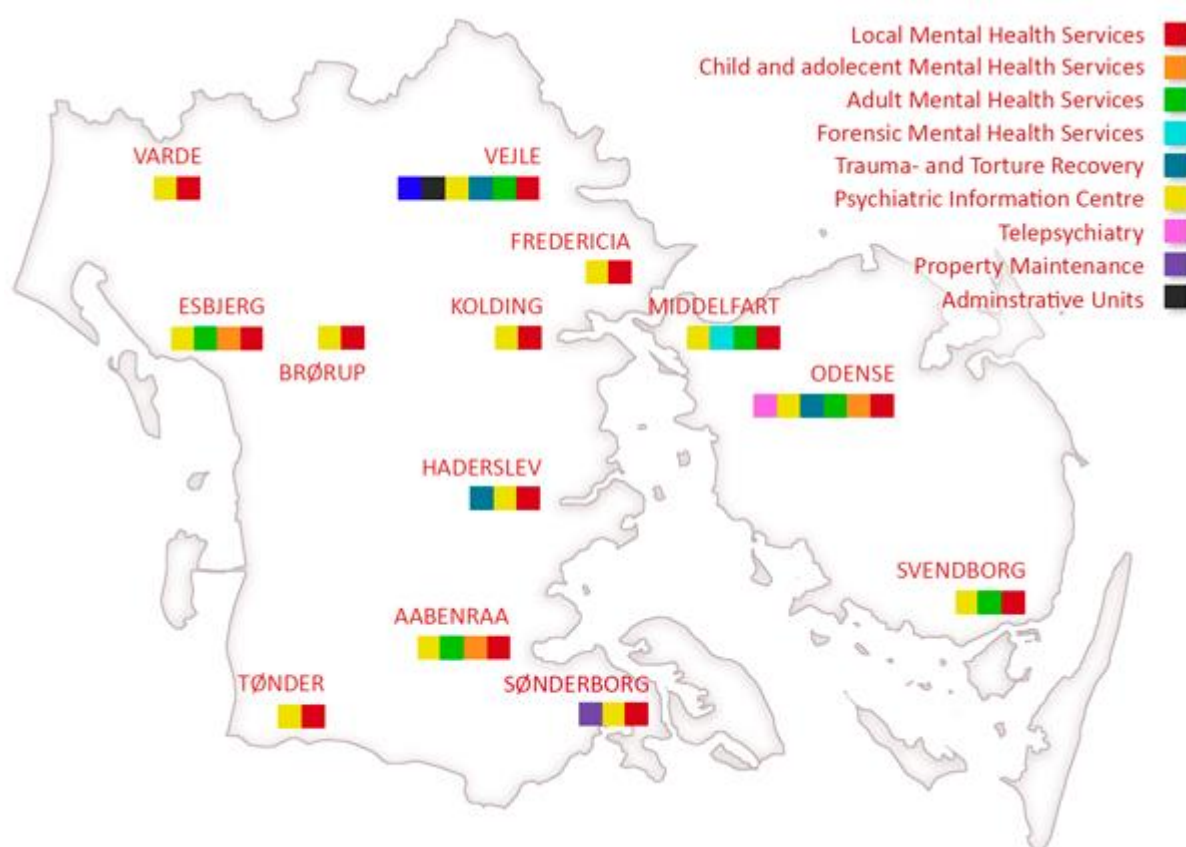 Local Mental Health Services
Child and adolecent Mental Health Services
Adult Mental Health Services
Forensic Mental Health Services
Trauma- and Torture Recovery
Psychiatric Information Centre
Telepsychiatry
Property Maintenance
Adminstrative Units
VARDE
VEJLE
FREDERICIA
ESBJERG
KOLDING
MIDDELFART
BRØRUP
ODENSE
HADERSLEV
SVENDBORG
AABENRAA
TØNDER
SØNDERBORG